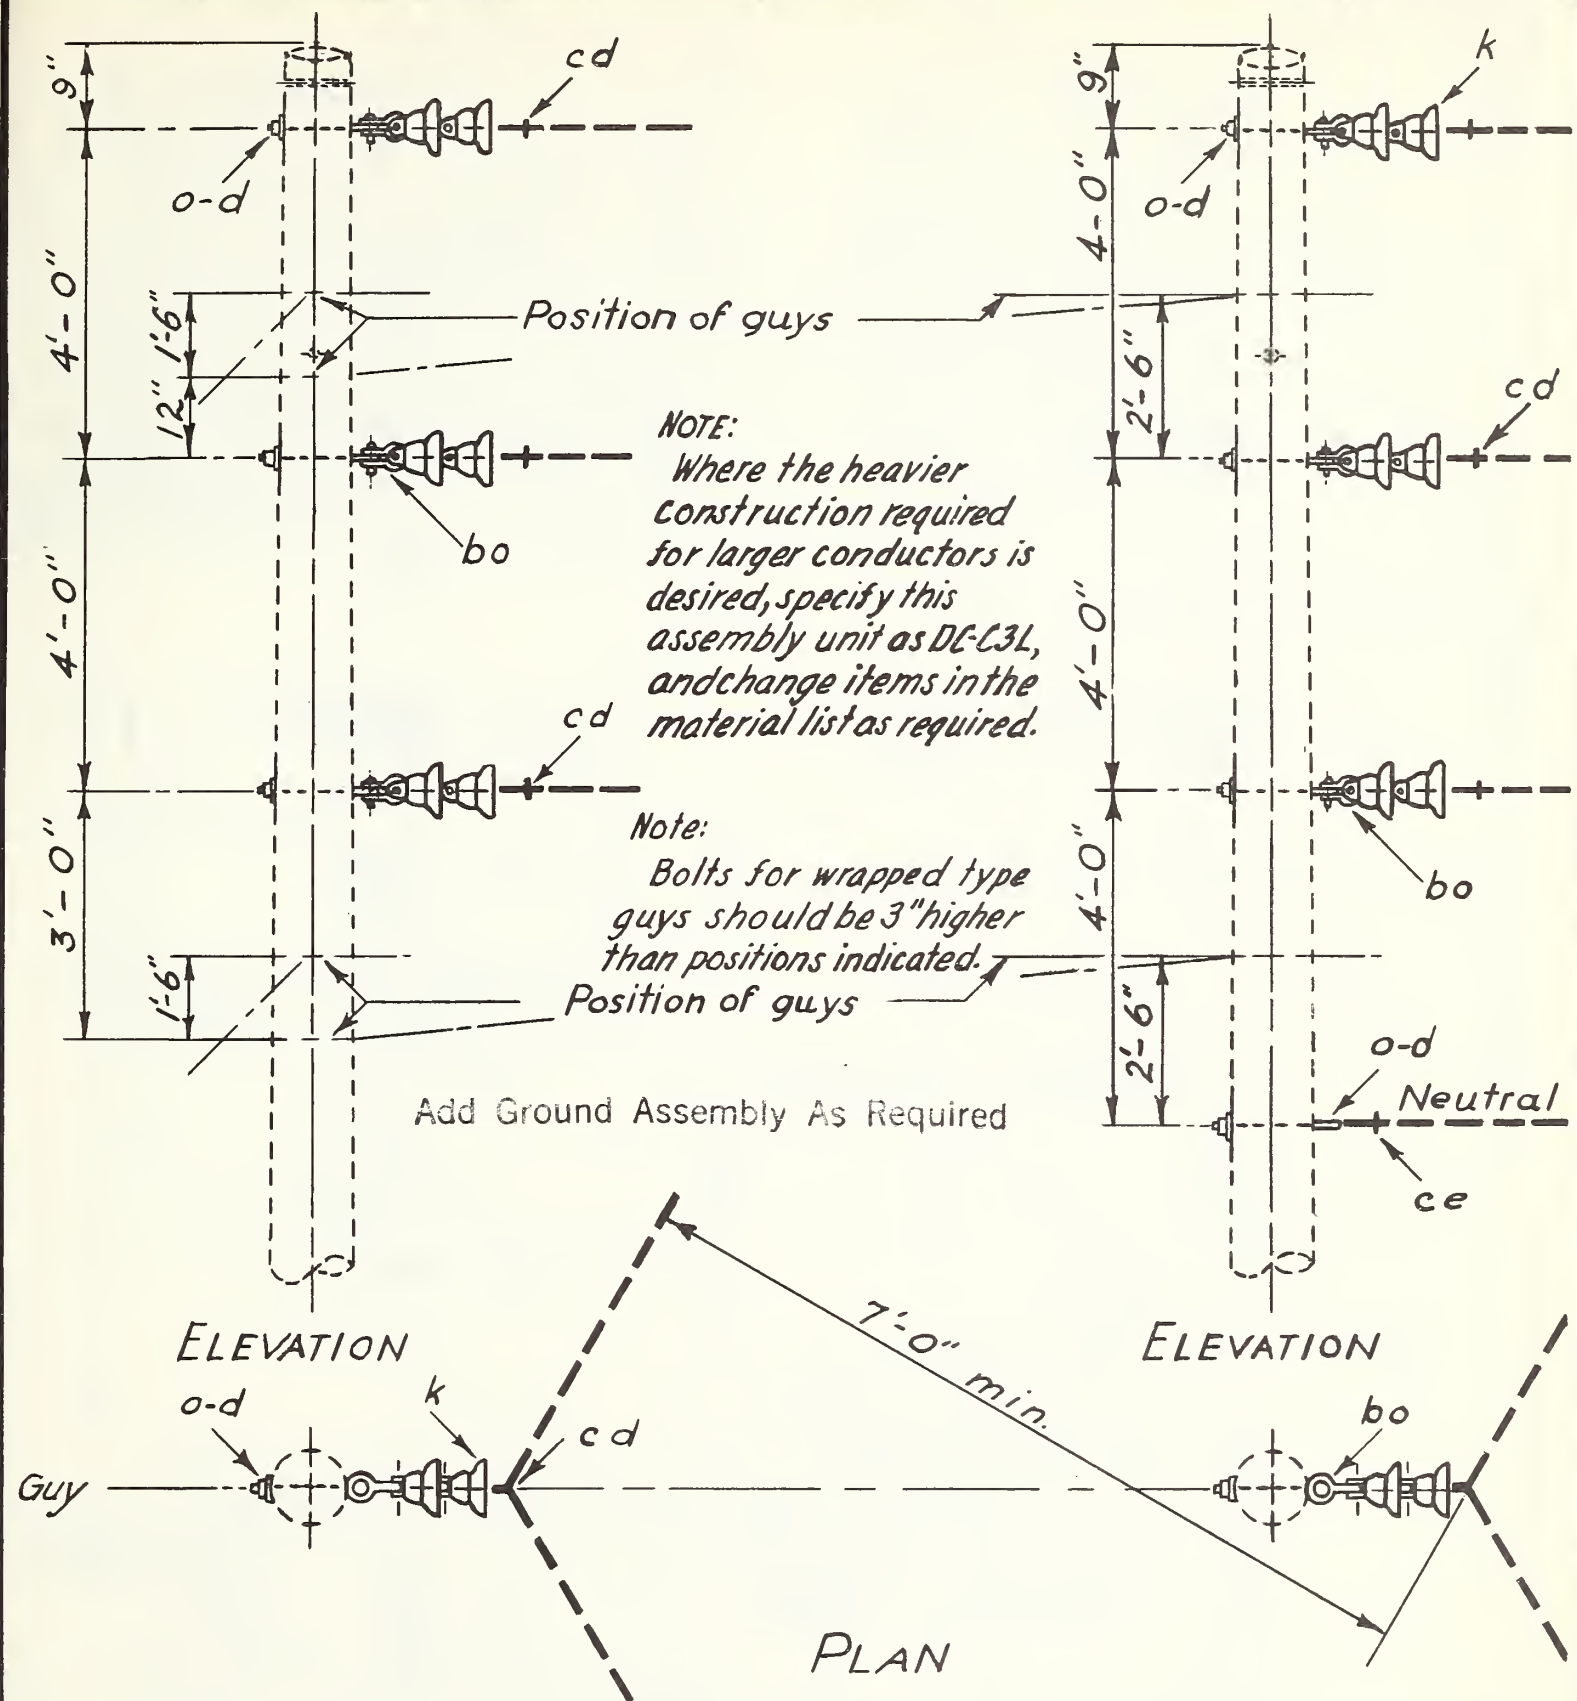 9"
cd
9"
k
o-d
o-d
4'-0"
4'-0"
1'-6"
Position of guys
12"
2'-6"
cd
NOTE:
Where the heavier
construction required
for larger conductors is
desired, specify this
assembly unit as DC-C3L,
and change items in the
material list as required.
bo
4'-0"
4'-0"
cd
Note:
Bolts for wrapped type
guys should be 3" higher
than positions indicated.
bo
3'-0"
4'-0"
1'-6"
Position of guys
2'-6"
o-d
Neutral
Add Ground Assembly As Required
ce
7'-0" min.
ELEVATION
ELEVATION
o-d
k
cd
bo
Guy
PLAN